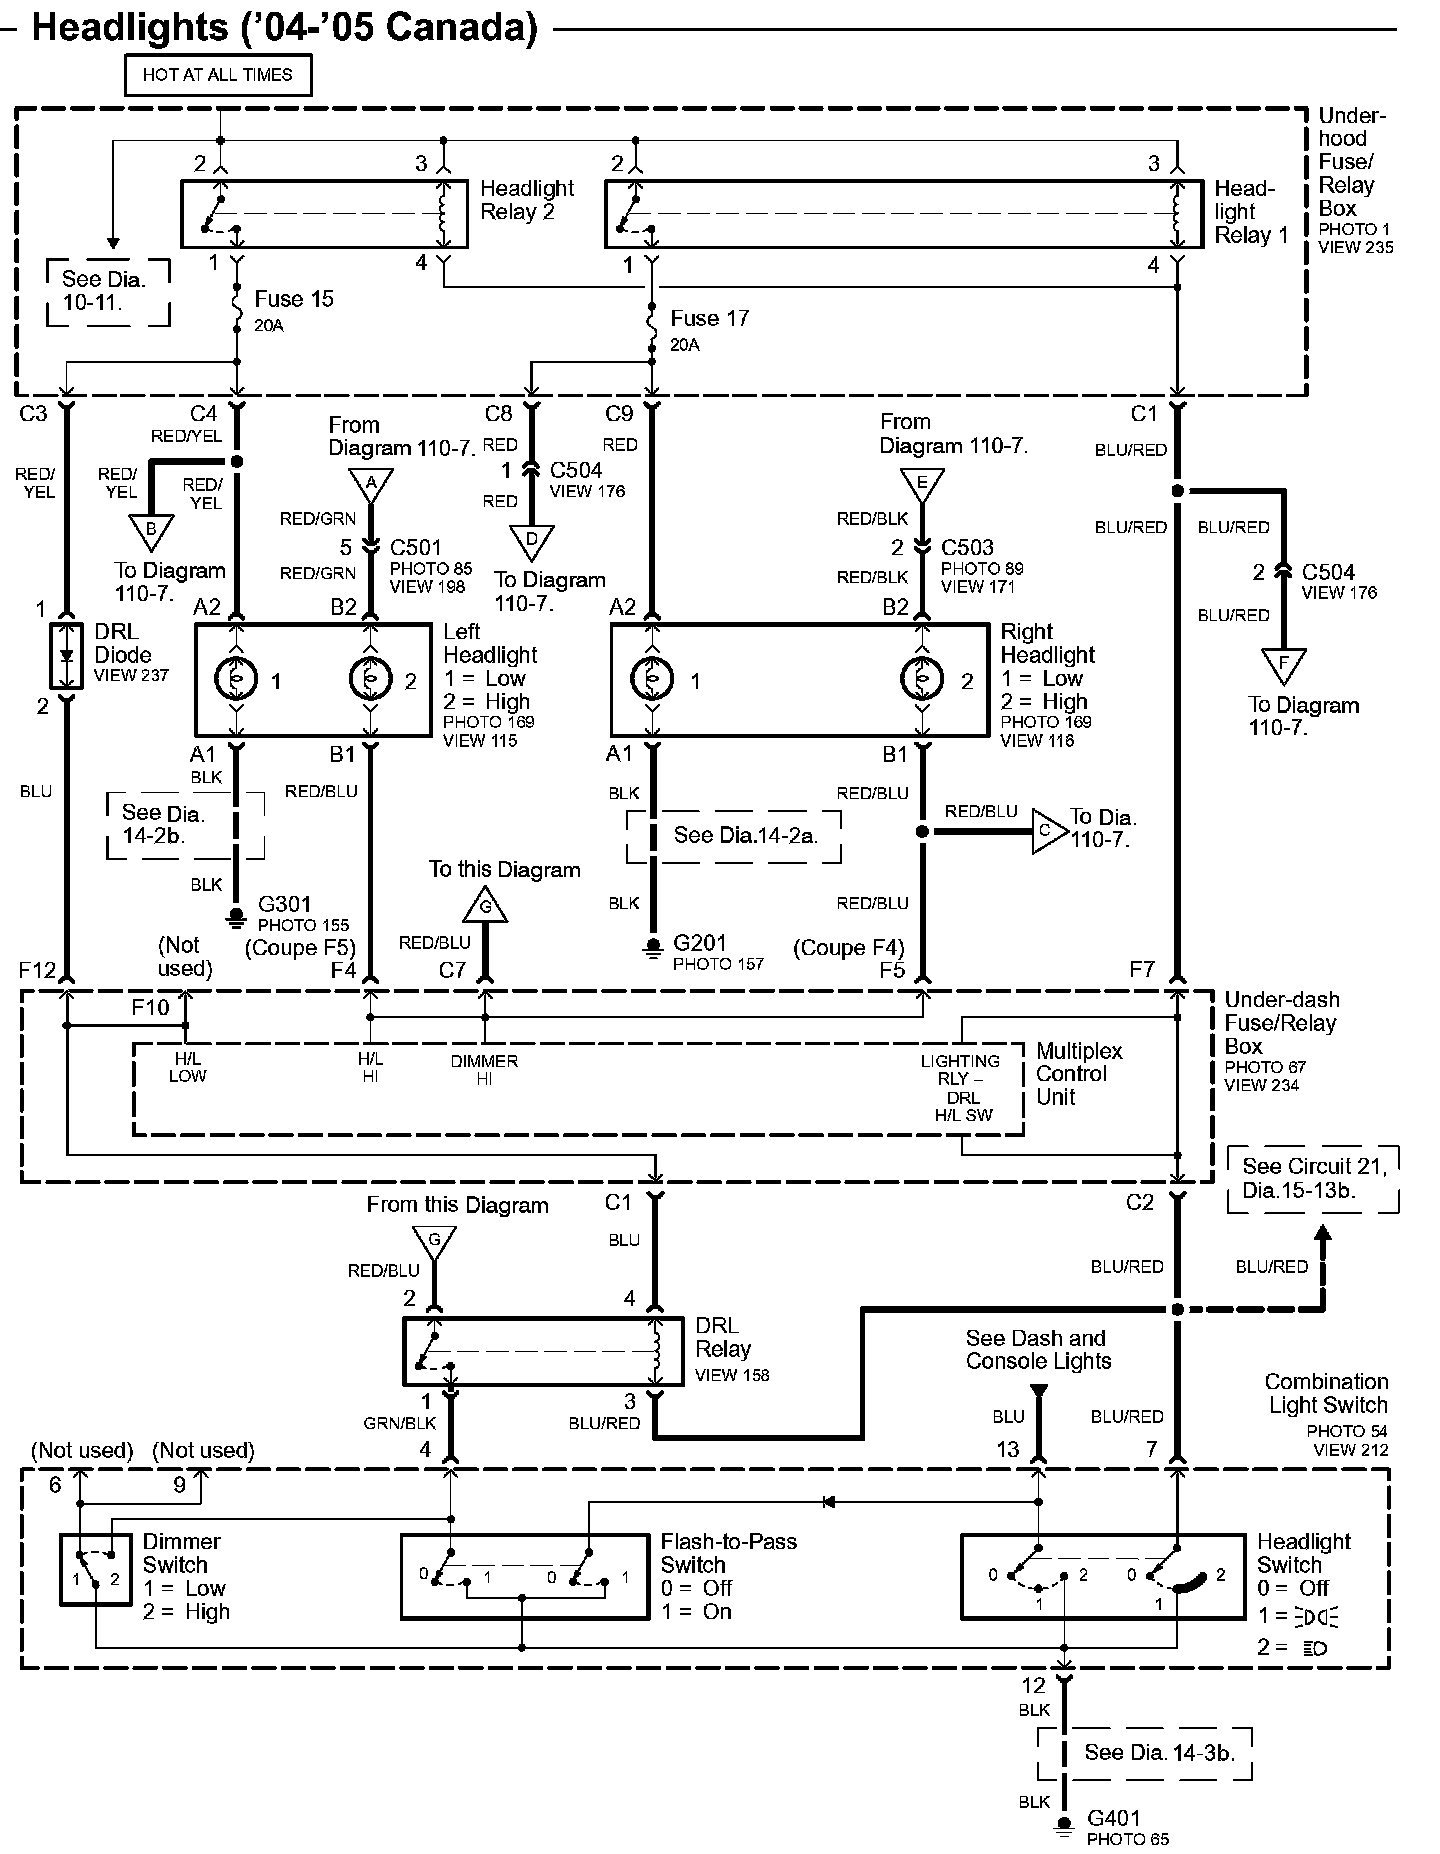 Headlights ('04-'05 Canada)
HOT AT ALL TIMES
Under-
hood
Fuse/
Relay
Box
PHOTO 1
VIEW 235
2
3
Headlight
Relay 2
2
3
Head-
light
Relay 1
1
4
1
4
See Dia.
10-11.
Fuse 15
20A
Fuse 17
20A
C3
C4
C8
C9
C1
RED/YEL
From
Diagram 110-7.
RED
RED
From
Diagram 110-7.
BLU/RED
RED/
YEL
RED/
YEL
RED/
YEL
A
1
C504
VIEW 176
RED
E
B
RED/GRN
D
RED/BLK
BLU/RED
BLU/RED
5
C501
PHOTO 85
VIEW 198
RED/GRN
2
C503
PHOTO 89
VIEW 171
RED/BLK
2
C504
VIEW 176
BLU/RED
To Diagram
110-7.
To Diagram
110-7.
F
To Diagram
110-7.
1
DRL
Diode
VIEW 237
2
A2
B2
1
2
Left
Headlight
1 = Low
2 = High
PHOTO 169
VIEW 115
A2
B2
1
2
Right
Headlight
1 = Low
2 = High
PHOTO 169
VIEW 116
A1
B1
A1
B1
BLK
BLU
RED/BLU
BLK
RED/BLU
See Dia.
14-2b.
See Dia.14-2a.
RED/BLU
C
To Dia.
110-7.
BLK
G301
PHOTO 155
To this Diagram
G
RED/BLU
BLK
G201
PHOTO 157
RED/BLU
(Not
used)
(Coupe F5)
(Coupe F4)
F12
F10
F4
C7
F5
F7
Under-dash
Fuse/Relay
Box
PHOTO 67
VIEW 234
H/L
LOW
H/L
HI
DIMMER
HI
LIGHTING
RLY –
DRL
H/L SW
Multiplex
Control
Unit
See Circuit 21,
Dia.15-13b.
From this Diagram
G
RED/BLU
C1
BLU
C2
BLU/RED
BLU/RED
2
4
DRL
Relay
VIEW 158
See Dash and
Console Lights
1
3
GRN/BLK
BLU/RED
BLU
BLU/RED
Combination
Light Switch
PHOTO 54
VIEW 212
(Not used)
(Not used)
6
9
4
13
7
Dimmer
Switch
1 = Low
2 = High
1
2
0
1
0
1
Flash-to-Pass
Switch
0 = Off
1 = On
0
1
2
0
1
2
Headlight
Switch
0 = Off
1 =
2 =
12
BLK
See Dia. 14-3b.
BLK
G401
PHOTO 65